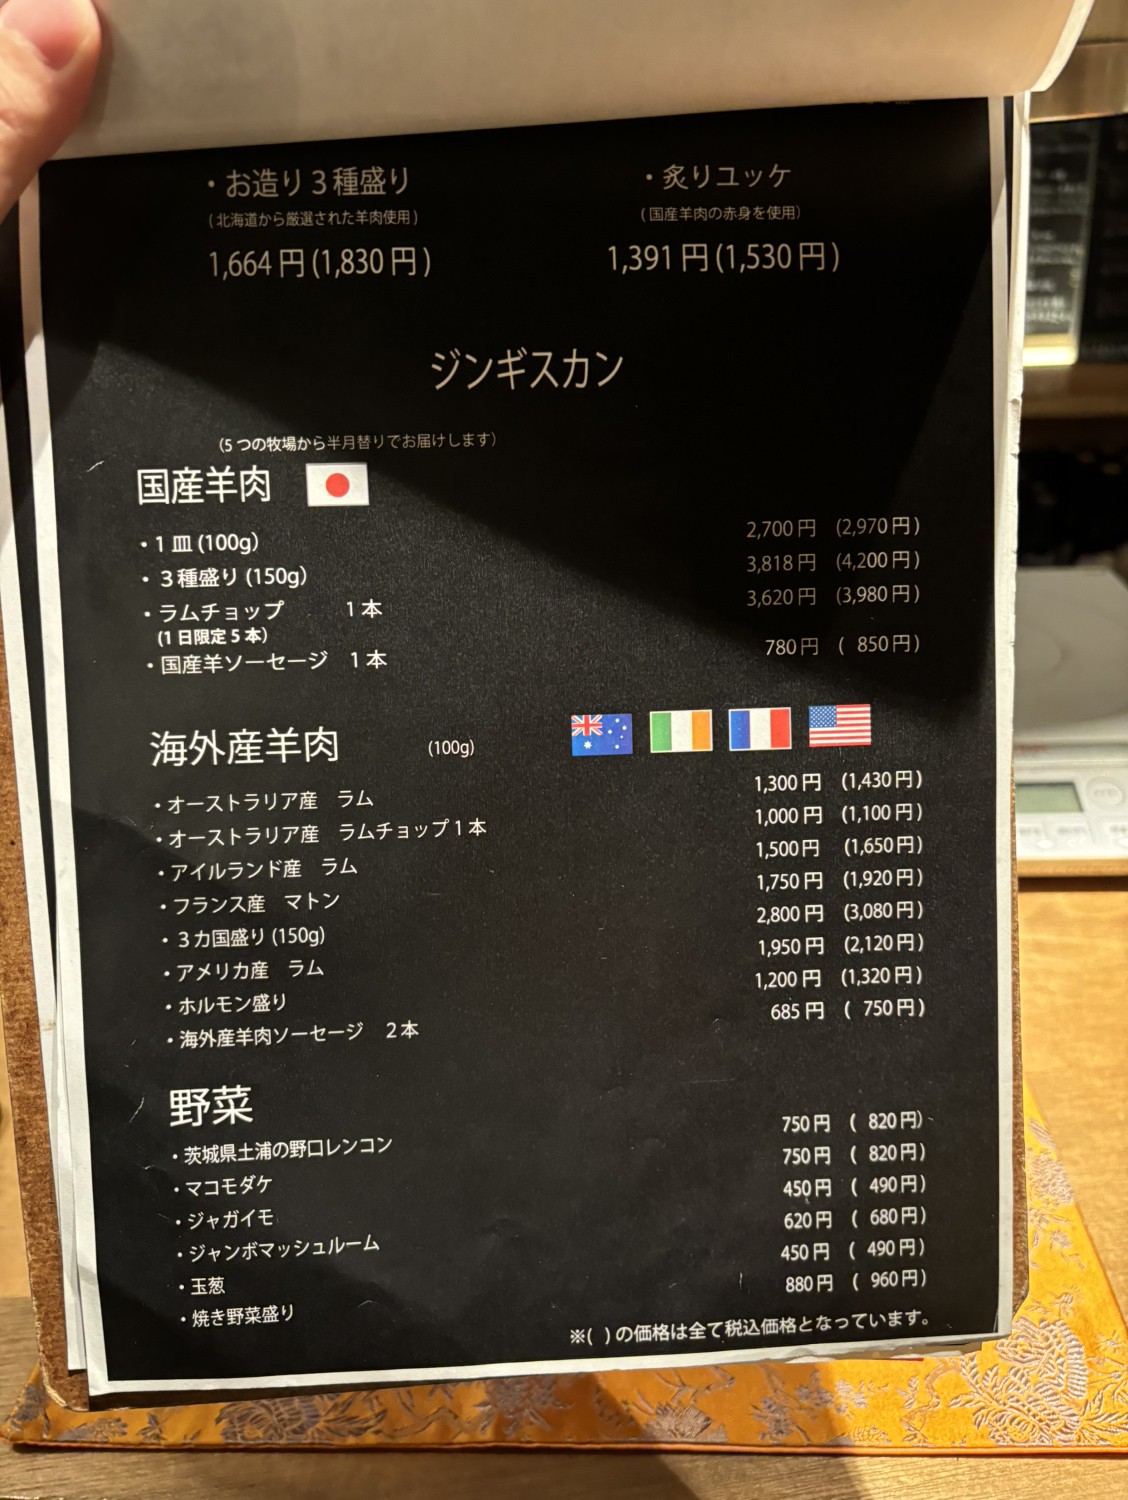 ・お造り３種盛り
(北海道から厳選された羊肉使用)
1,664円(1,830円)
・炙りユッケ
(国産羊肉の赤身を使用)
1,391円(1,530円)
ジンギスカン
(5つの牧場から半月替りでお届けします)
国産羊肉
・1皿(100g) 2,700円 (2,970円)
・３種盛り(150g) 3,818円 (4,200円)
・ラムチョップ 1本 3,620円 (3,980円)
(1日限定5本)
・国産羊ソーセージ 1本 780円 ( 850円)
海外産羊肉 (100g)
・オーストラリア産 ラム 1,300円 (1,430円)
・オーストラリア産 ラムチョップ1本 1,000円 (1,100円)
・アイルランド産 ラム 1,500円 (1,650円)
・フランス産 マトン 1,750円 (1,920円)
・３カ国盛り(150g) 2,800円 (3,080円)
・アメリカ産 ラム 1,950円 (2,120円)
・ホルモン盛り 1,200円 (1,320円)
・海外産羊肉ソーセージ 2本 685円 ( 750円)
野菜
・茨城県土浦の野口レンコン 750円 ( 820円)
・マコモダケ 750円 ( 820円)
・ジャガイモ 450円 ( 490円)
・ジャンボマッシュルーム 620円 ( 680円)
・玉葱 450円 ( 490円)
・焼き野菜盛り 880円 ( 960円)
※( )の価格は全て税込価格となっています。